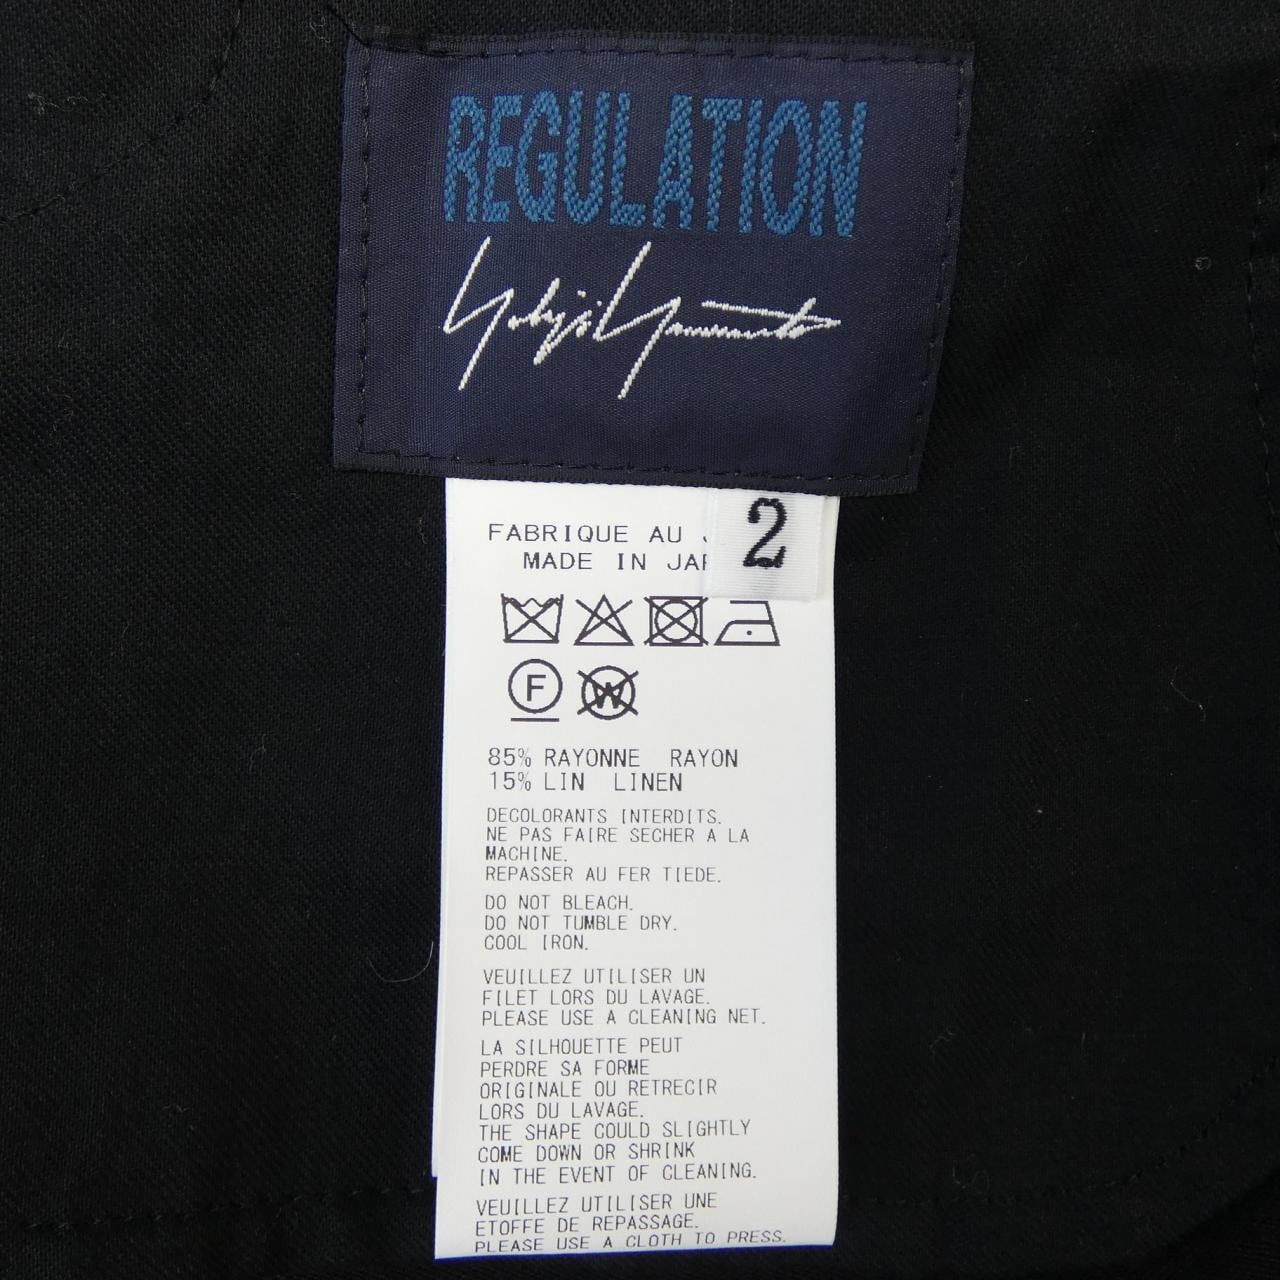 REGULATION
Yohji Yamamoto
2
FABRIQUE AU
MADE IN
F
W
85% RAYONNE RAYON
15% LIN LINEN
DECOLORANTS INTERDITS.
NE PAS FAIRE SECHER A LA
MACHINE.
REPASSER AU FER TIEDE.
DO NOT BLEACH.
DO NOT TUMBLE DRY.
COOL IRON.
VEUILLEZ UTILISER UN
FILET LORS DU LAVAGE.
PLEASE USE A CLEANING NET.
LA SILHOUETTE PEUT
PERDRE SA FORME
ORIGINALE OU RETRECIR
LORS DU LAVAGE.
THE SHAPE COULD SLIGHTLY
COME DOWN OR SHRINK
IN THE EVENT OF CLEANING.
VEUILLEZ UTILISER UNE
ETOFFE DE REPASSAGE.
PLEASE USE A CLOTH TO PRESS.